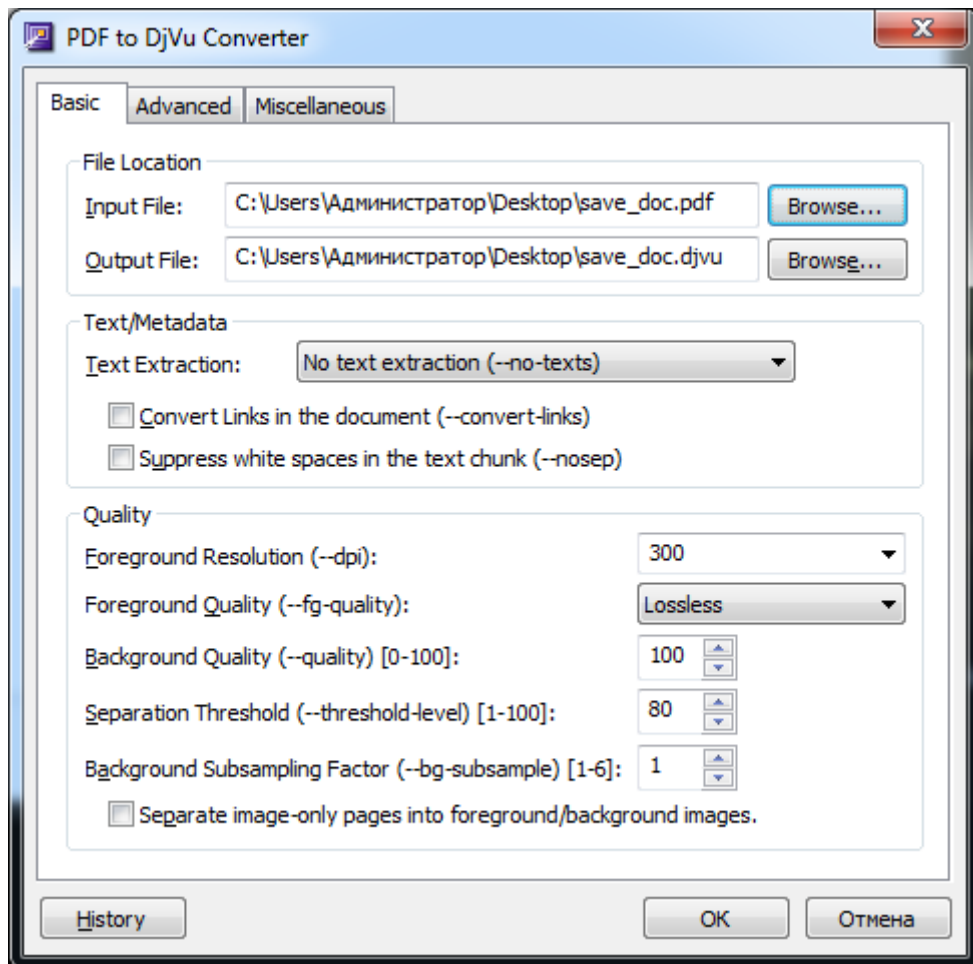 PDF to DjVu Converter
Basic Advanced Miscellaneous
File Location
Input File: C:\Users\Администратор\Desktop\save_doc.pdf Browse...
Output File: C:\Users\Администратор\Desktop\save_doc.djvu Browse...
Text/Metadata
Text Extraction: No text extraction (--no-texts)
Convert Links in the document (--convert-links)
Suppress white spaces in the text chunk (--nosep)
Quality
Foreground Resolution (--dpi): 300
Foreground Quality (--fg-quality): Lossless
Background Quality (--quality) [0-100]: 100
Separation Threshold (--threshold-level) [1-100]: 80
Background Subsampling Factor (--bg-subsample) [1-6]: 1
Separate image-only pages into foreground/background images.
History OK Отмена